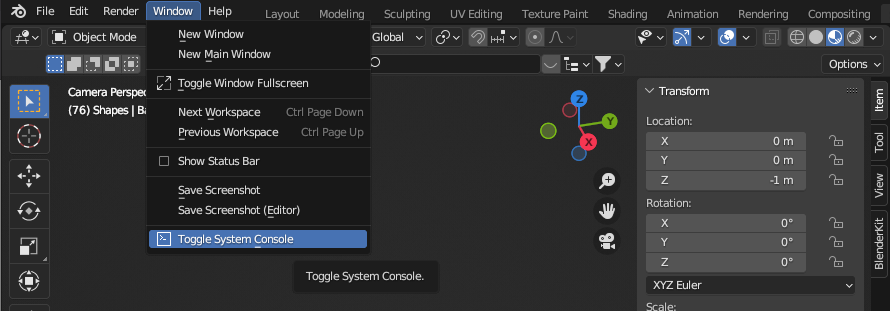 File Edit Render Window Help Layout Modeling Sculpting UV Editing Texture Paint Shading Animation Rendering Compositing
Object Mode Global
Options
New Window
New Main Window
Toggle Window Fullscreen
Next Workspace Ctrl Page Down
Previous Workspace Ctrl Page Up
Show Status Bar
Save Screenshot
Save Screenshot (Editor)
Toggle System Console
Toggle System Console.
Camera Perspe
(76) Shapes | Ba
Z
Y
X
Transform
Location:
X 0 m
Y 0 m
Z -1 m
Rotation:
X 0°
Y 0°
Z 0°
XYZ Euler
Scale:
Item
Tool
View
BlenderKit